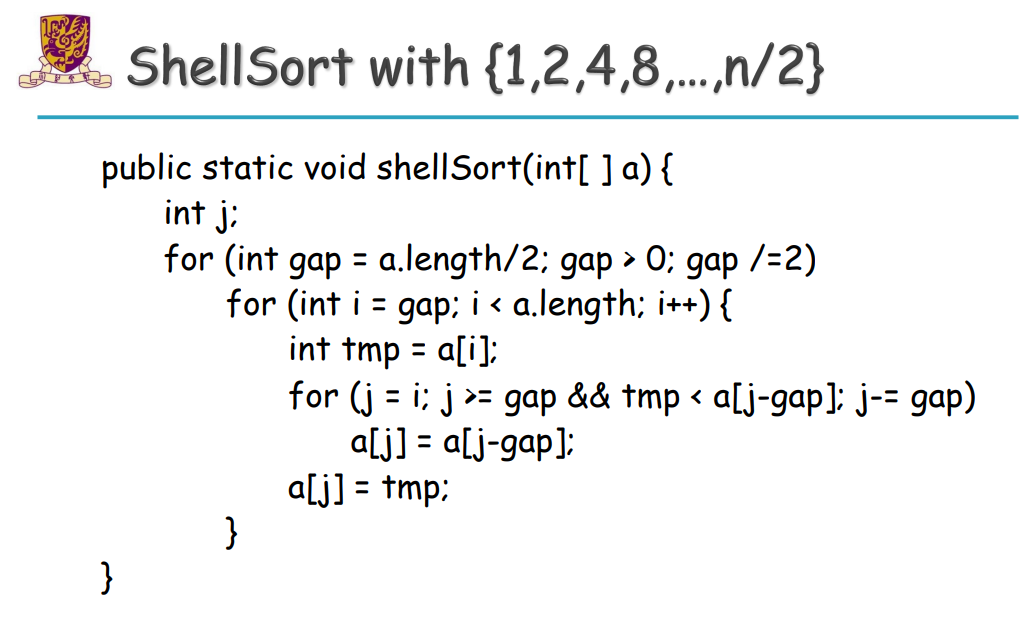 ShellSort with {1,2,4,8,...,n/2}
public static void shellSort(int[ ] a) {
int j;
for (int gap = a.length/2; gap > 0; gap /=2)
for (int i = gap; i < a.length; i++) {
int tmp = a[i];
for (j = i; j >= gap && tmp < a[j-gap]; j-= gap)
a[j] = a[j-gap];
a[j] = tmp;
}
}